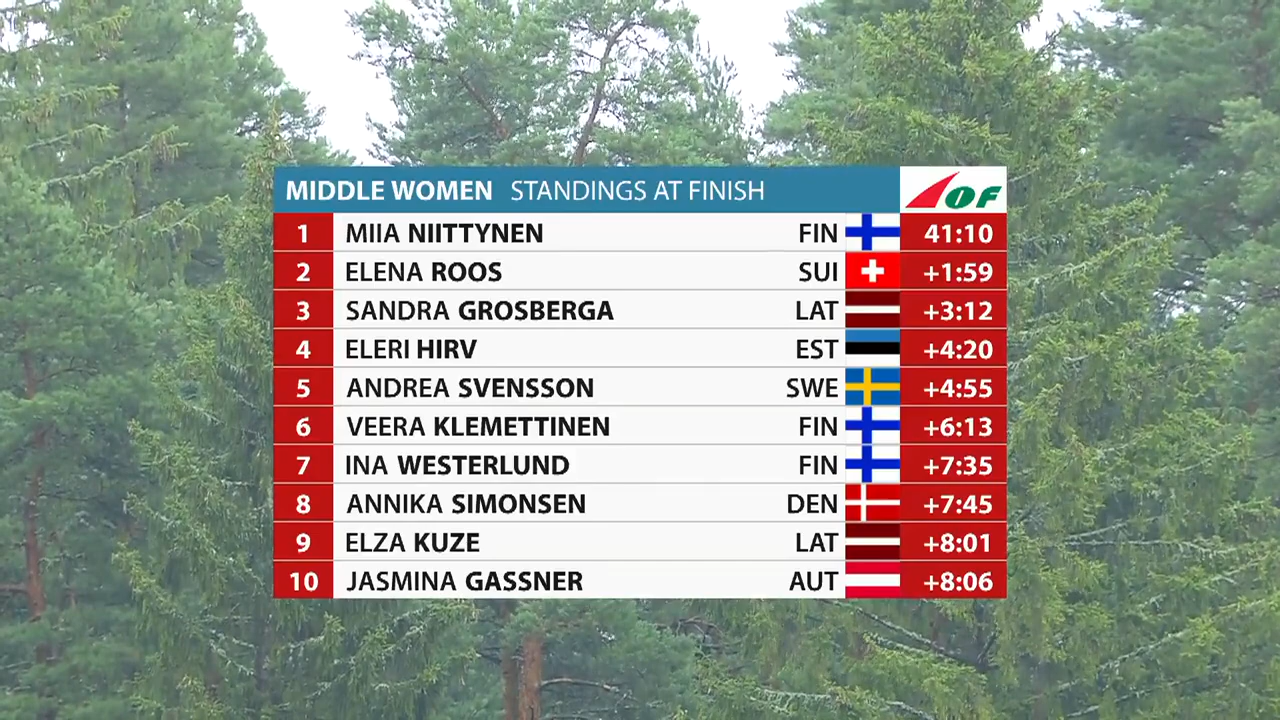 MIDDLE WOMEN STANDINGS AT FINISH IOF
1 MIIA NIITTYNEN FIN 41:10
2 ELENA ROOS SUI +1:59
3 SANDRA GROSBERGA LAT +3:12
4 ELERI HIRV EST +4:20
5 ANDREA SVENSSON SWE +4:55
6 VEERA KLEMETTINEN FIN +6:13
7 INA WESTERLUND FIN +7:35
8 ANNIKA SIMONSEN DEN +7:45
9 ELZA KUZE LAT +8:01
10 JASMINA GASSNER AUT +8:06